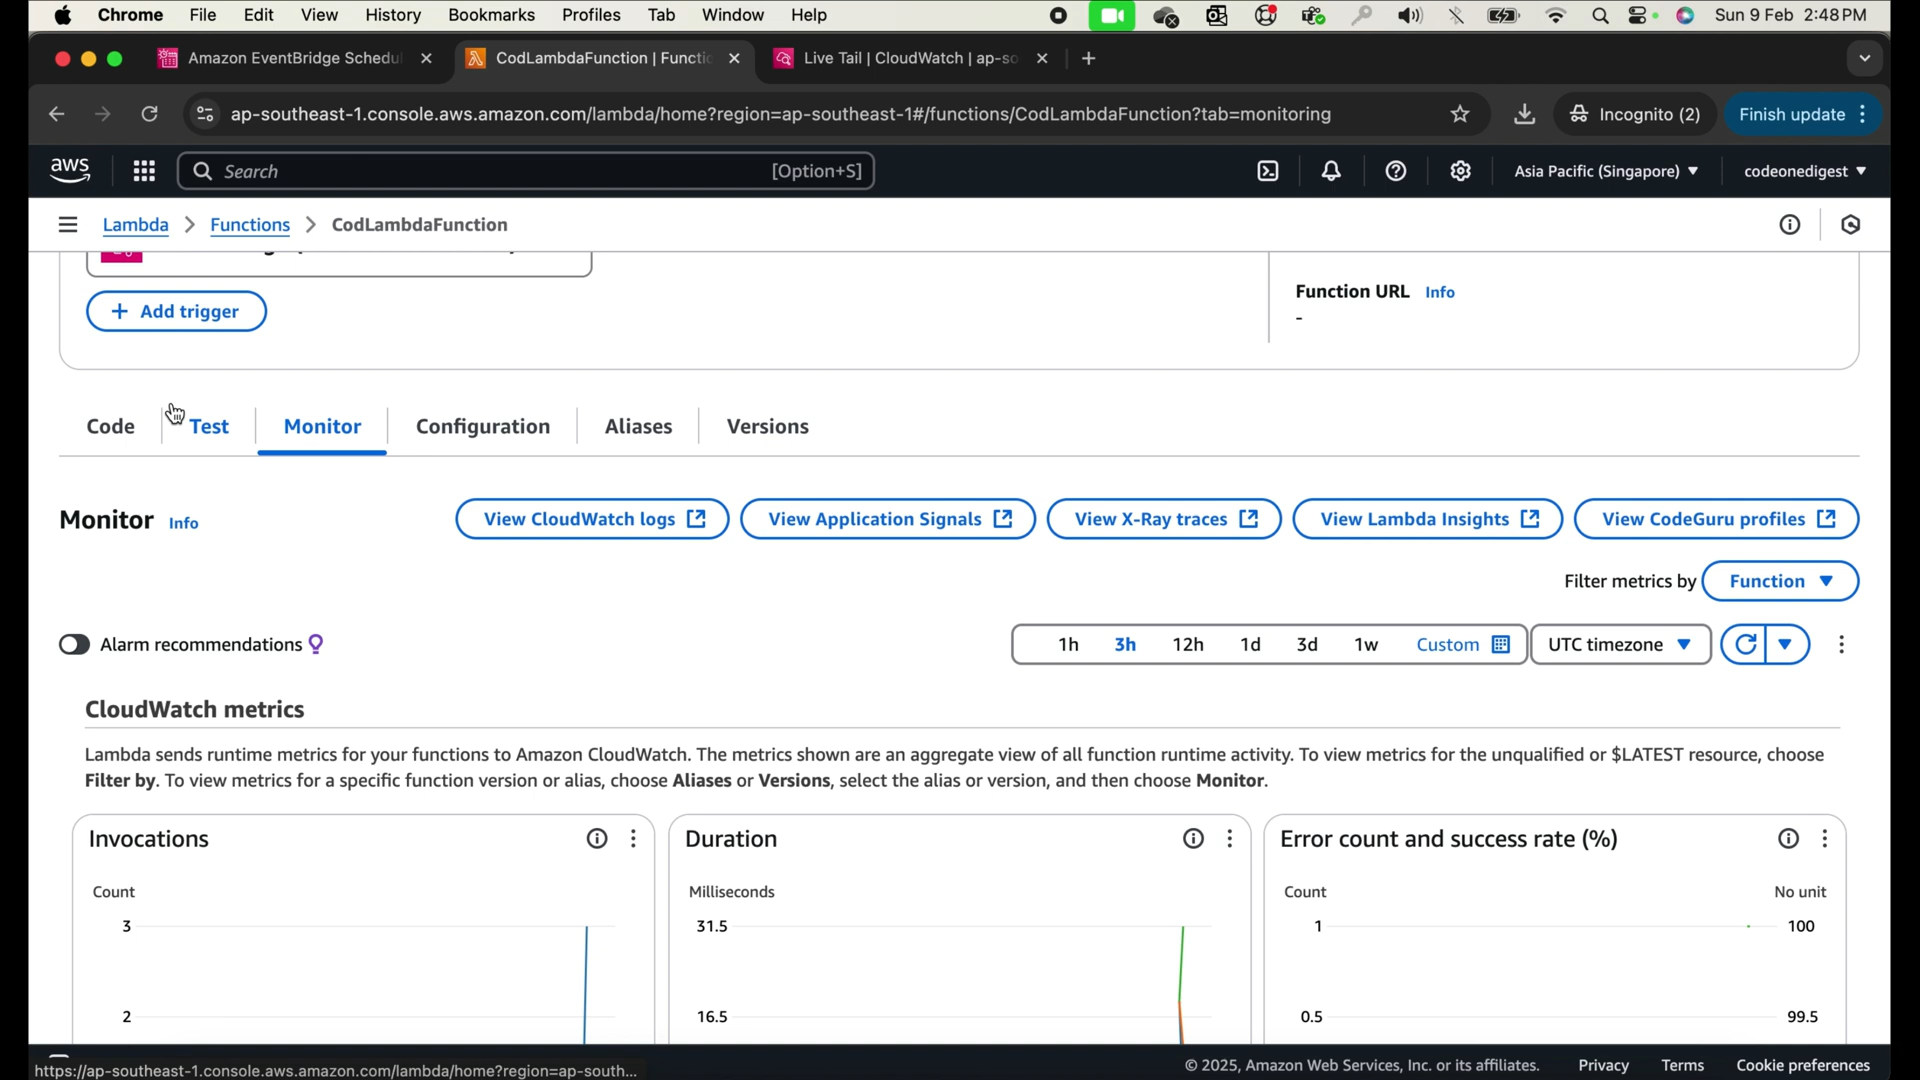 Chrome File Edit View History Bookmarks Profiles Tab Window Help Sun 9 Feb 2:48 PM
Amazon EventBridge Schedul CodLambdaFunction | Functio Live Tail | CloudWatch | ap-so
ap-southeast-1.console.aws.amazon.com/lambda/home?region=ap-southeast-1#/functions/CodLambdaFunction?tab=monitoring Incognito (2) Finish update
aws Search [Option+S] Asia Pacific (Singapore) codeonedigest
Lambda > Functions > CodLambdaFunction
Function URL Info
-
+ Add trigger
Code Test Monitor Configuration Aliases Versions
Monitor Info View CloudWatch logs View Application Signals View X-Ray traces View Lambda Insights View CodeGuru profiles
Filter metrics by Function
Alarm recommendations 1h 3h 12h 1d 3d 1w Custom UTC timezone
CloudWatch metrics
Lambda sends runtime metrics for your functions to Amazon CloudWatch. The metrics shown are an aggregate view of all function runtime activity. To view metrics for the unqualified or $LATEST resource, choose
Filter by. To view metrics for a specific function version or alias, choose Aliases or Versions, select the alias or version, and then choose Monitor.
Invocations Duration Error count and success rate (%)
Count Milliseconds Count No unit
3 31.5 1 100
2 16.5 0.5 99.5
https://ap-southeast-1.console.aws.amazon.com/lambda/home?region=ap-south... © 2025, Amazon Web Services, Inc. or its affiliates. Privacy Terms Cookie preferences